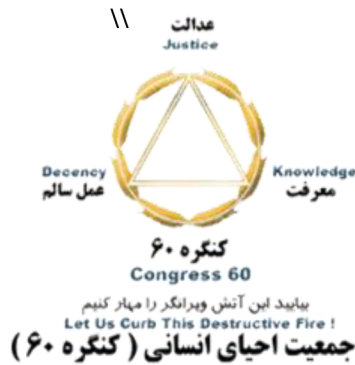 \\
عدالت
Justice
Decency
عمل سالم
Knowledge
معرفت
کنگره ۶۰
Congress 60
بیایید این آتش ویرانگر را مهار کنیم
Let Us Curb This Destructive Fire !
جمعیت احیای انسانی ( کنگره ۶۰ )